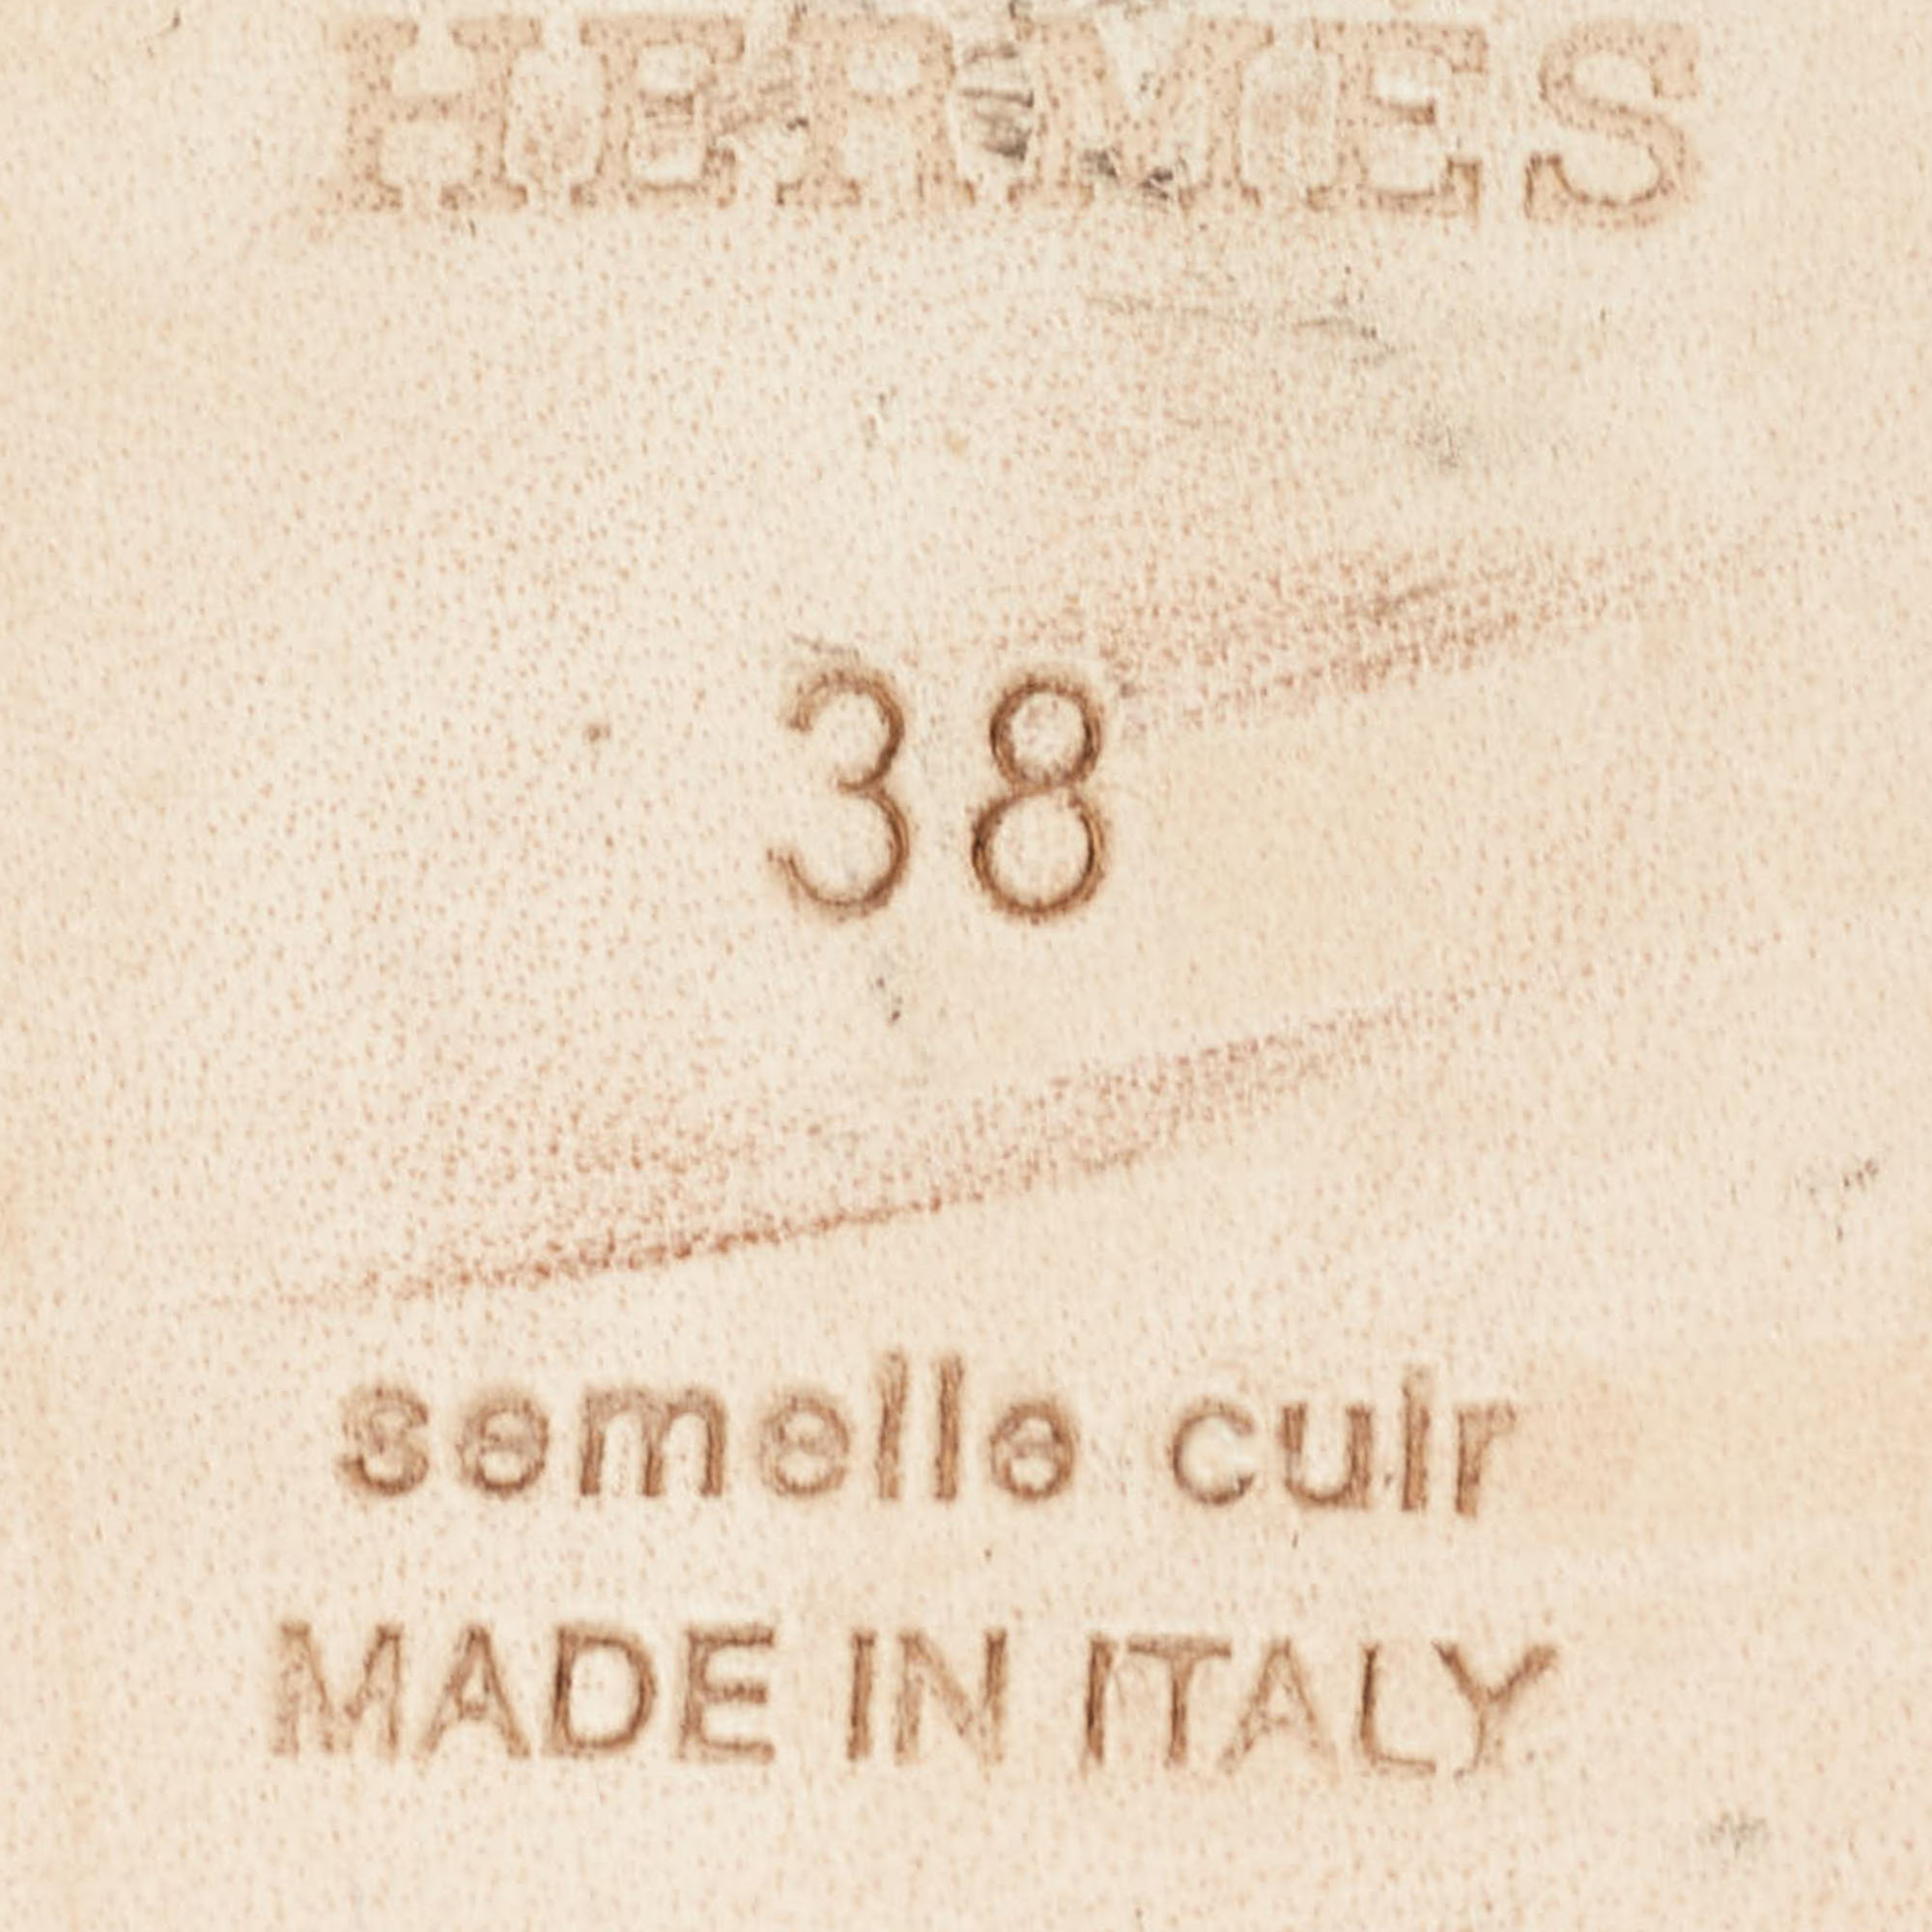 HERMES
38
semelle cuir
MADE IN ITALY